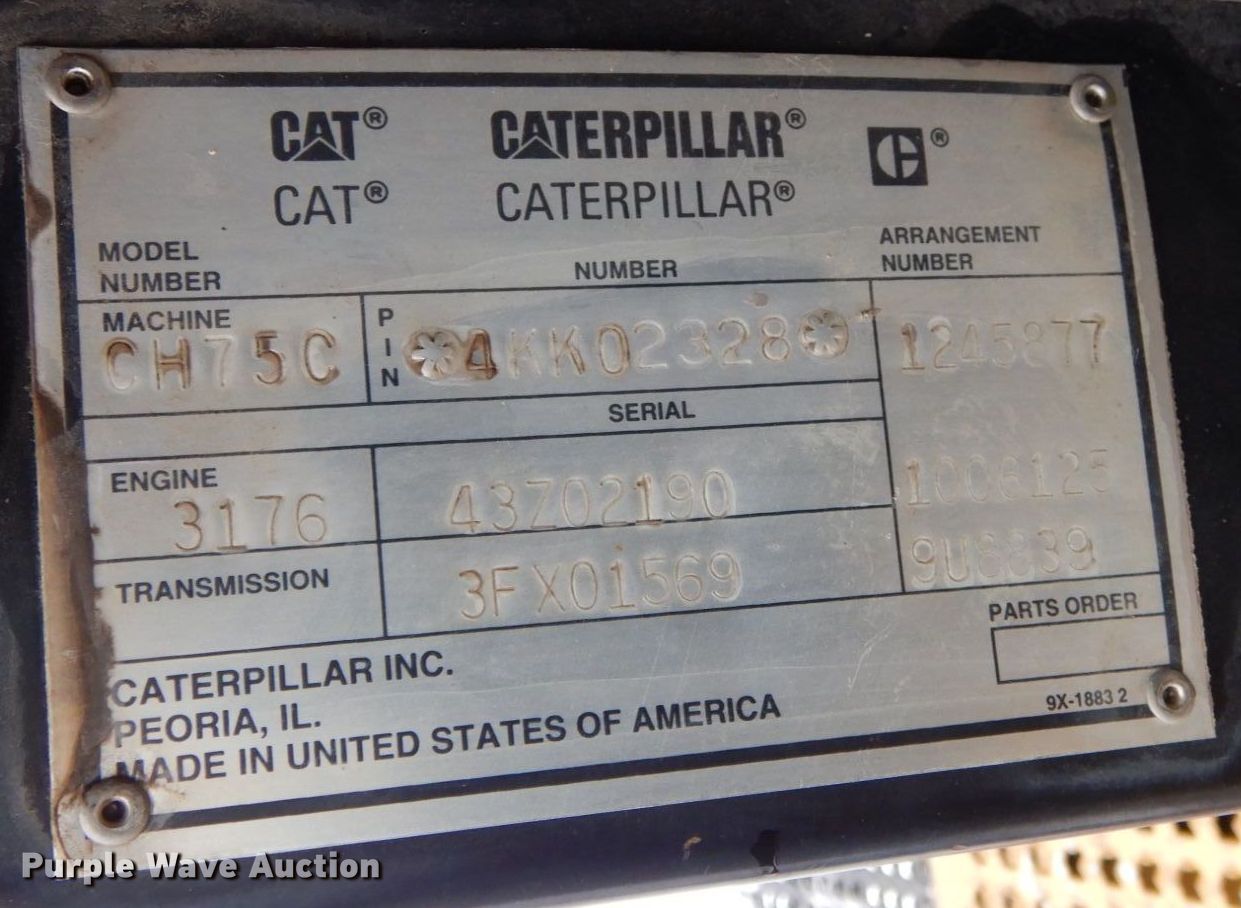 CAT® CATERPILLAR® ®
CAT® CATERPILLAR®
MODEL NUMBER
NUMBER
ARRANGEMENT NUMBER
MACHINE
CH75C
PIN
*4KK02328*
1245877
SERIAL
ENGINE
3176
43Z02190
1006125
TRANSMISSION
3FX01569
9U8839
PARTS ORDER
CATERPILLAR INC.
PEORIA, IL.
MADE IN UNITED STATES OF AMERICA
9X-1883 2
Purple Wave Auction